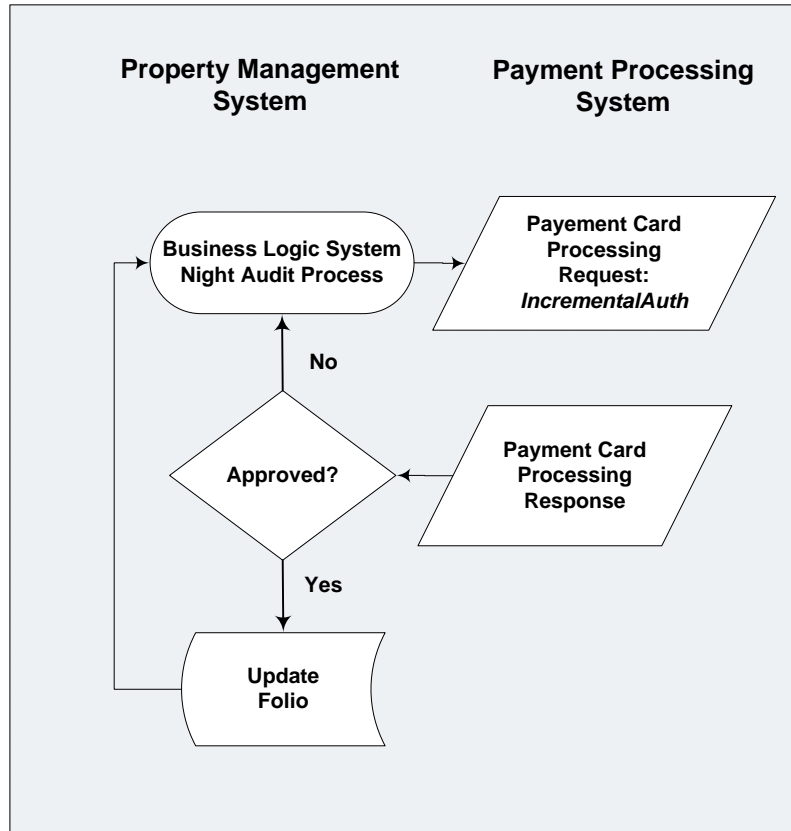 Property Management
System
Payment Processing
System
Business Logic System
Night Audit Process
Payement Card
Processing
Request:
IncrementalAuth
No
Approved?
Payment Card
Processing
Response
Yes
Update
Folio